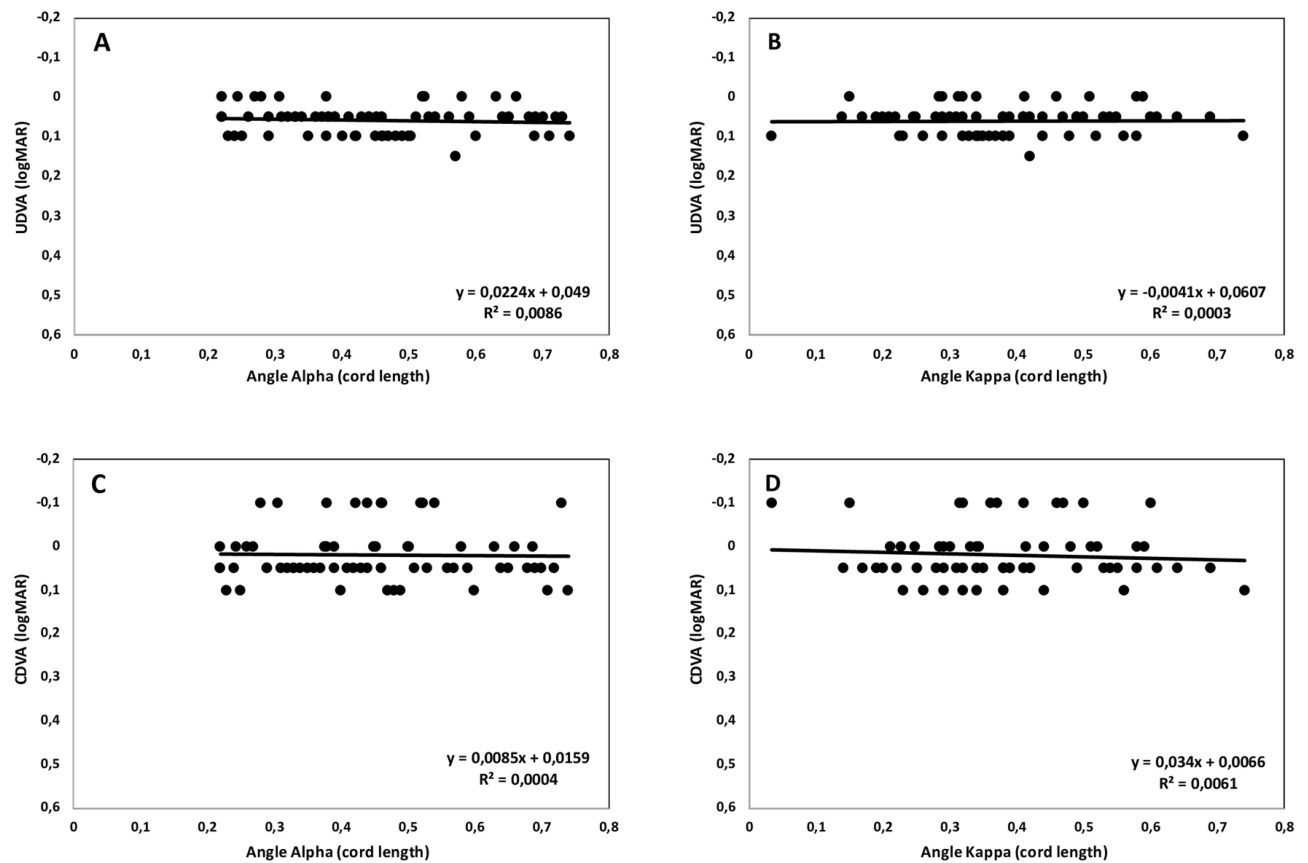 A
-0,2
-0,1
0
0,1
0,2
0,3
0,4
0,5
0,6
UDVA (logMAR)
y = 0,0224x + 0,049
R² = 0,0086
0 0,1 0,2 0,3 0,4 0,5 0,6 0,7 0,8
Angle Alpha (cord length)
B
-0,2
-0,1
0
0,1
0,2
0,3
0,4
0,5
0,6
UDVA (logMAR)
y = -0,0041x + 0,0607
R² = 0,0003
0 0,1 0,2 0,3 0,4 0,5 0,6 0,7 0,8
Angle Kappa (cord length)
C
-0,2
-0,1
0
0,1
0,2
0,3
0,4
0,5
0,6
CDVA (logMAR)
y = 0,0085x + 0,0159
R² = 0,0004
0 0,1 0,2 0,3 0,4 0,5 0,6 0,7 0,8
Angle Alpha (cord length)
D
-0,2
-0,1
0
0,1
0,2
0,3
0,4
0,5
0,6
CDVA (logMAR)
y = 0,034x + 0,0066
R² = 0,0061
0 0,1 0,2 0,3 0,4 0,5 0,6 0,7 0,8
Angle Kappa (cord length)